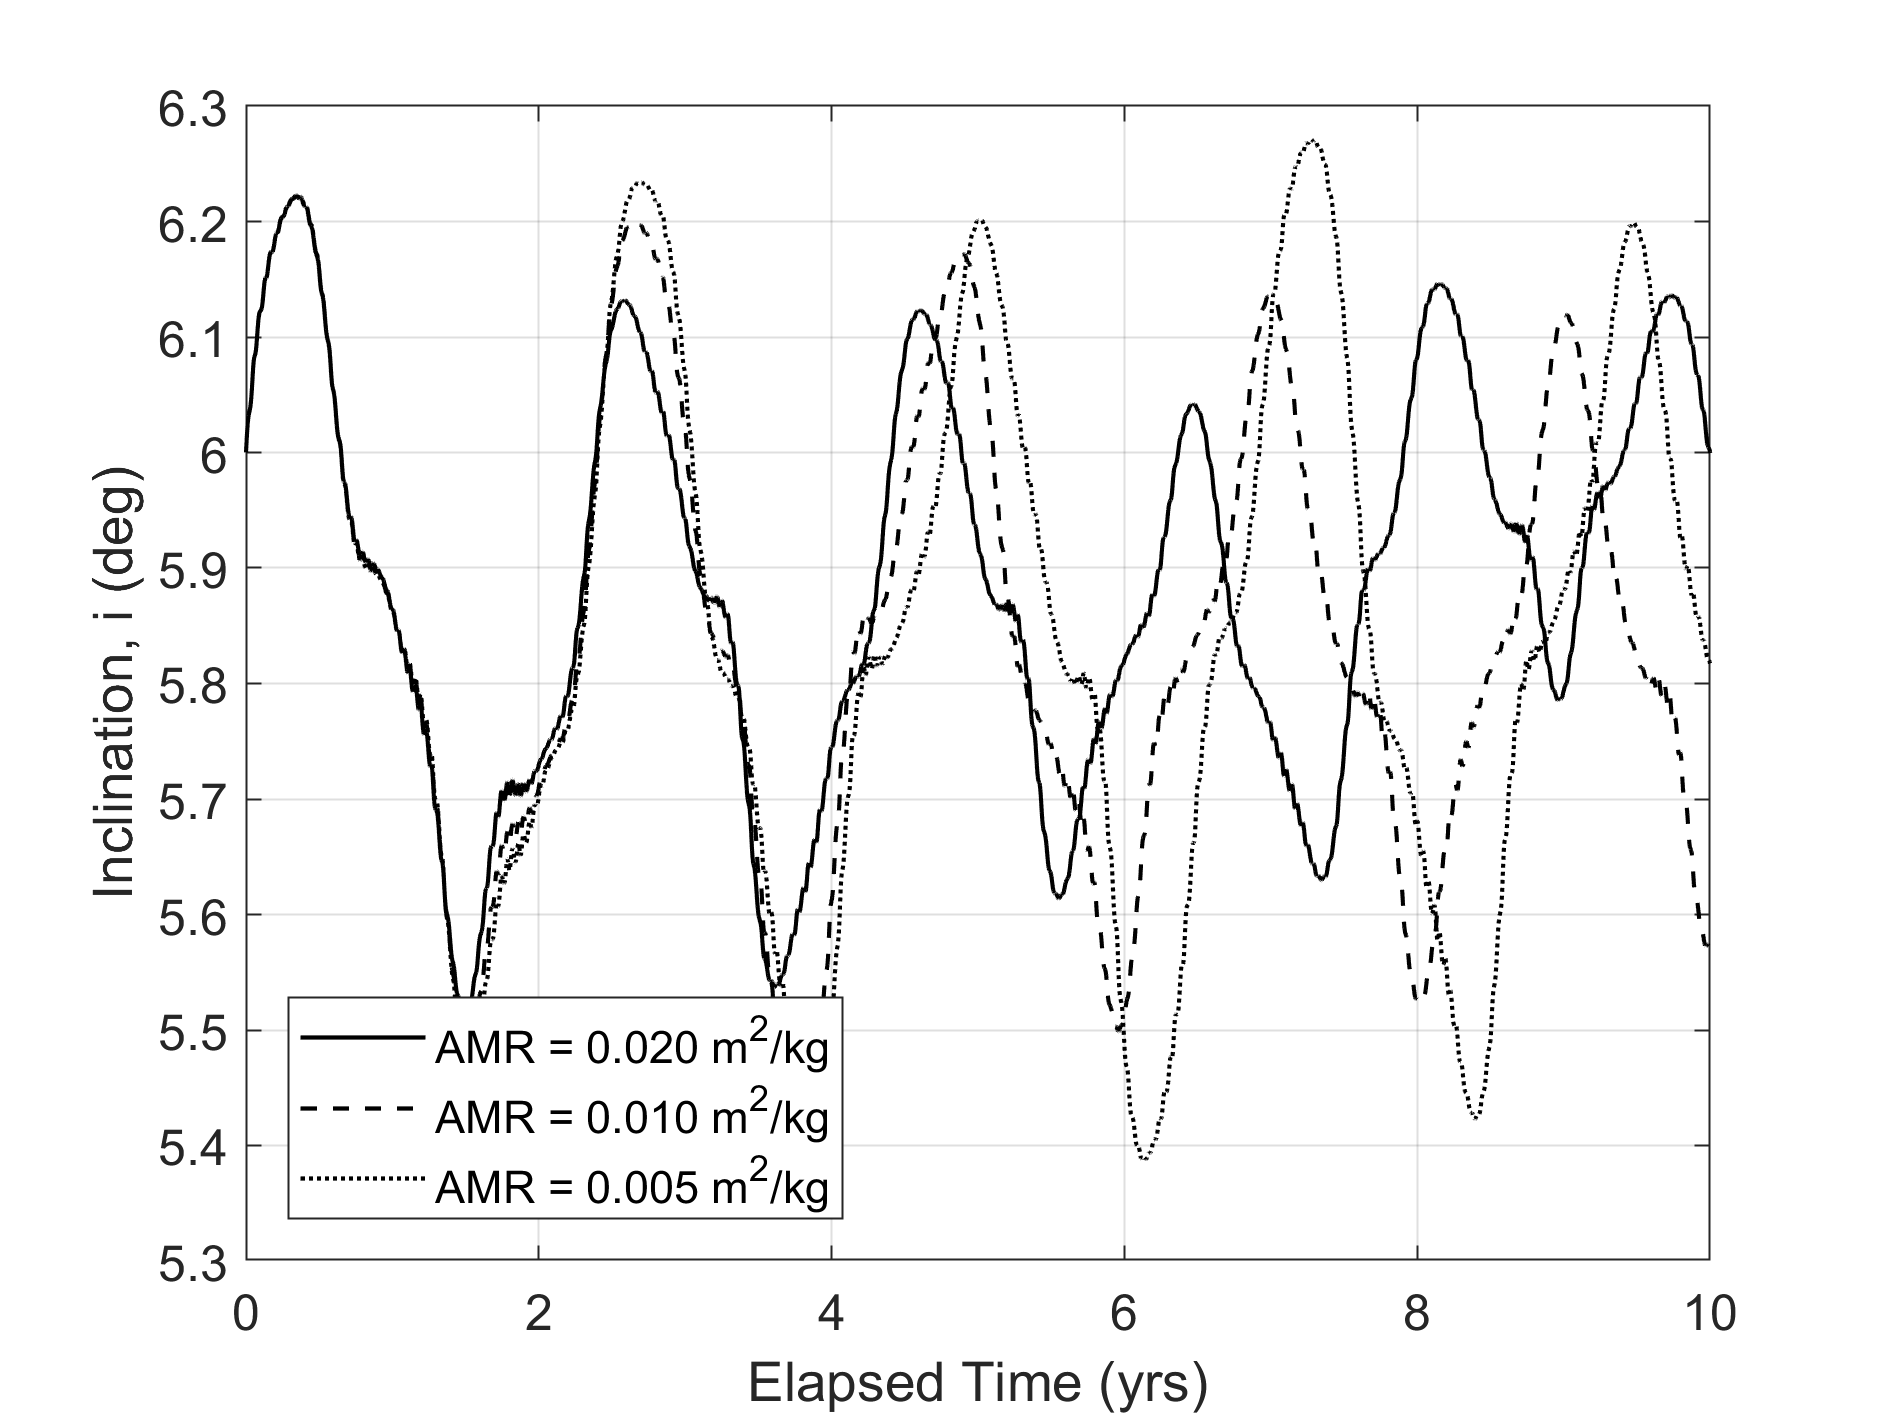 6.3
6.2
6.1
6
5.9
5.8
5.7
5.6
5.5
5.4
5.3
Inclination, i (deg)
AMR = 0.020 m²/kg
AMR = 0.010 m²/kg
AMR = 0.005 m²/kg
0 2 4 6 8 10
Elapsed Time (yrs)